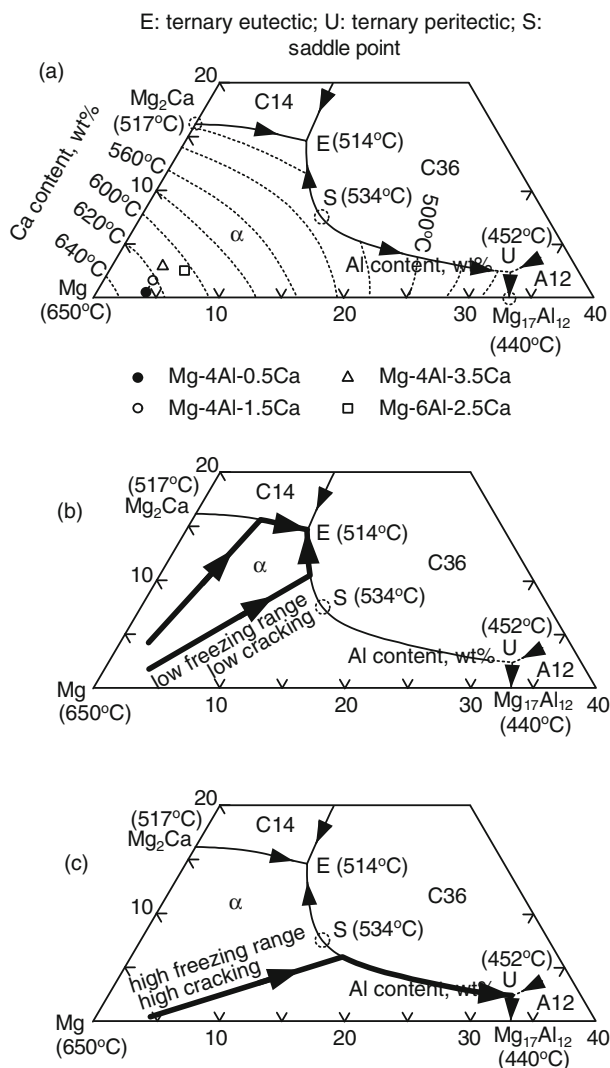 E: ternary eutectic; U: ternary peritectic; S:
saddle point
(a)
20
C14
Mg₂Ca
(517°C)
E (514°C)
C36
Ca content, wt%
560°C
600°C
620°C
640°C
10
S (534°C)
500°C
α
(452°C)
U
Al content, wt%
A12
Mg
(650°C)
10
20
30
40
Mg₁₇Al₁₂
(440°C)
● Mg-4Al-0.5Ca
△ Mg-4Al-3.5Ca
○ Mg-4Al-1.5Ca
□ Mg-6Al-2.5Ca
(b)
20
(517°C)
Mg₂Ca
C14
E (514°C)
α
C36
10
S (534°C)
low freezing range
low cracking
(452°C)
U
Al content, wt%
A12
Mg
(650°C)
10
20
30
40
Mg₁₇Al₁₂
(440°C)
(c)
20
(517°C)
Mg₂Ca
C14
E (514°C)
α
C36
10
S (534°C)
high freezing range
high cracking
(452°C)
U
Al content, wt%
A12
Mg
(650°C)
10
20
30
40
Mg₁₇Al₁₂
(440°C)